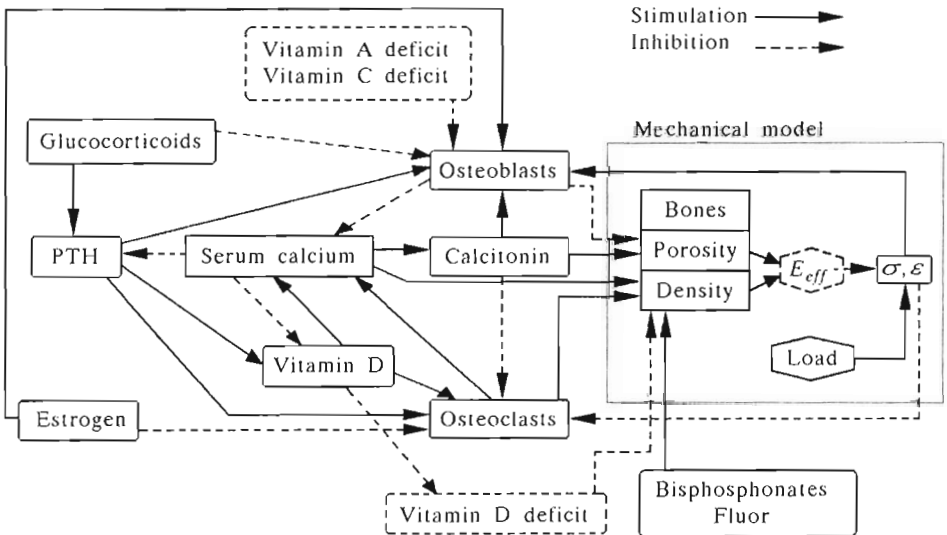 Stimulation
Inhibition
Vitamin A deficit
Vitamin C deficit
Mechanical model
Glucocorticoids
Osteoblasts
Bones
PTH
Serum calcium
Calcitonin
Porosity
E_eff
σ, ε
Density
Vitamin D
Load
Estrogen
Osteoclasts
Vitamin D deficit
Bisphosphonates
Fluor